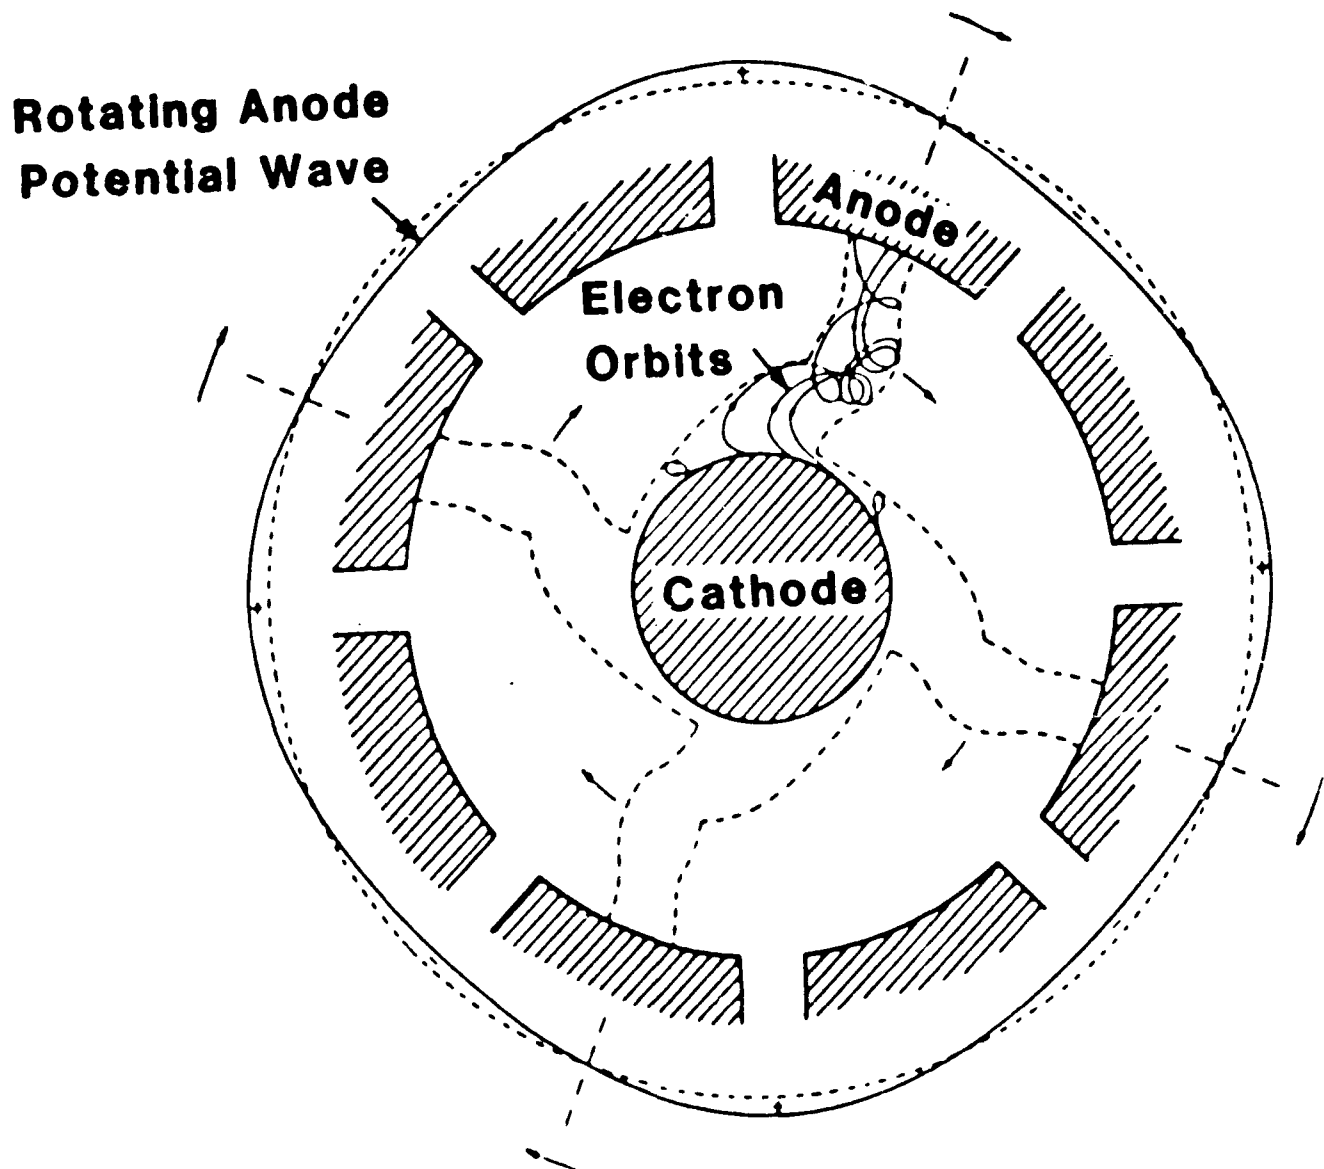 Rotating Anode
Potential Wave
Anode
Electron
Orbits
Cathode